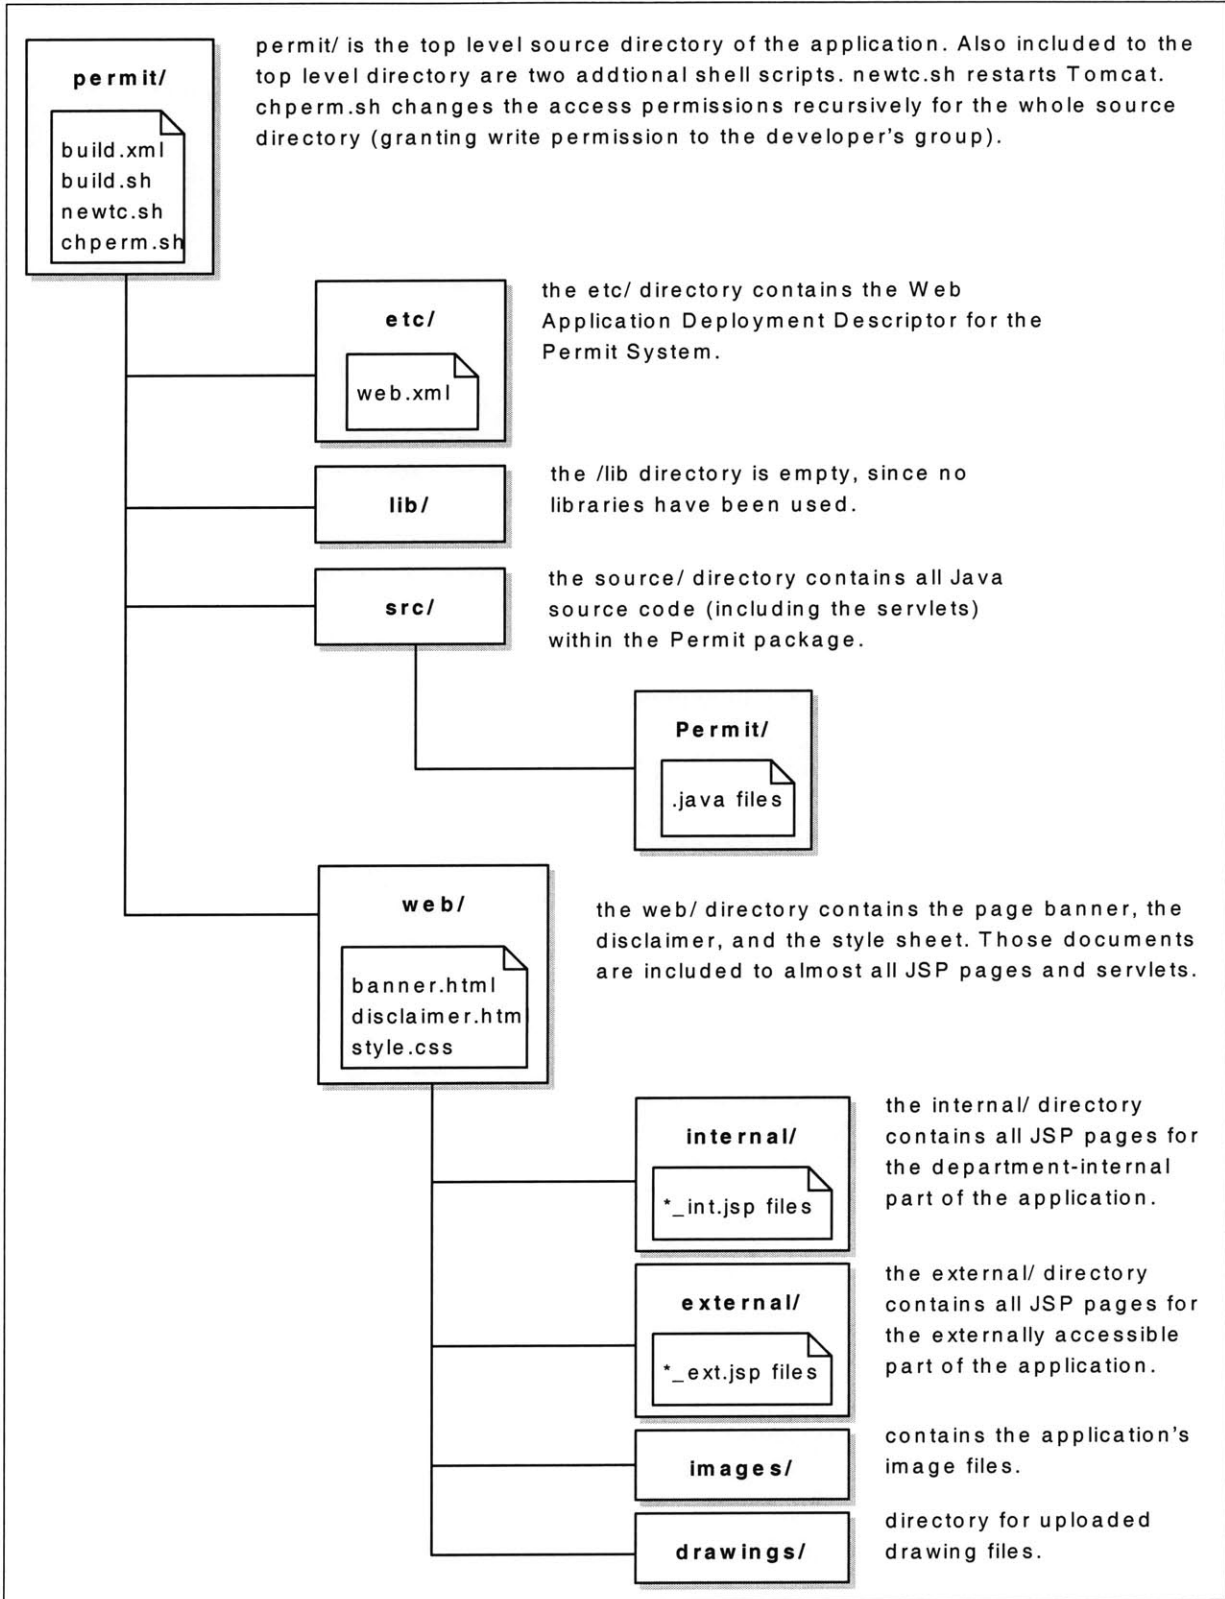 permit/
build.xml
build.sh
newtc.sh
chperm.sh
permit/ is the top level source directory of the application. Also included to the
top level directory are two addtional shell scripts. newtc.sh restarts Tomcat.
chperm.sh changes the access permissions recursively for the whole source
directory (granting write permission to the developer's group).
etc/
web.xml
the etc/ directory contains the Web
Application Deployment Descriptor for the
Permit System.
lib/
the /lib directory is empty, since no
libraries have been used.
src/
the source/ directory contains all Java
source code (including the servlets)
within the Permit package.
Permit/
.java files
web/
banner.html
disclaimer.htm
style.css
the web/ directory contains the page banner, the
disclaimer, and the style sheet. Those documents
are included to almost all JSP pages and servlets.
internal/
*_int.jsp files
the internal/ directory
contains all JSP pages for
the department-internal
part of the application.
external/
*_ext.jsp files
the external/ directory
contains all JSP pages for
the externally accessible
part of the application.
images/
contains the application's
image files.
drawings/
directory for uploaded
drawing files.